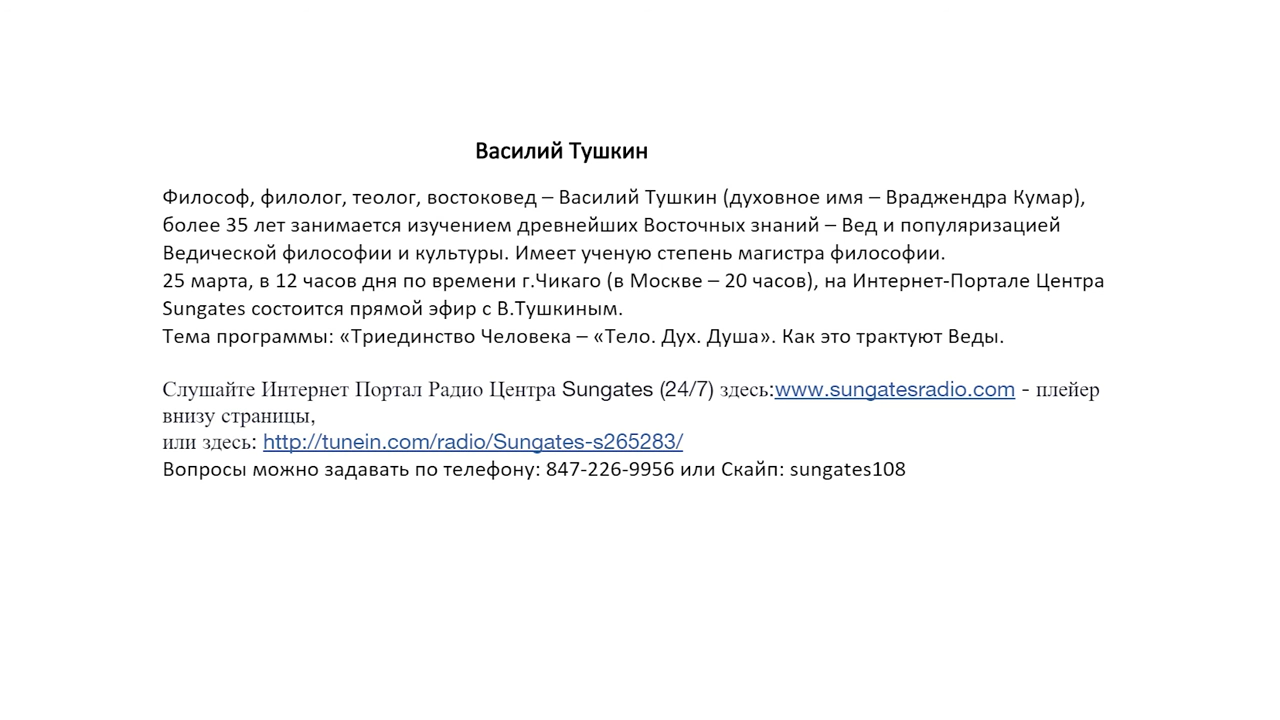 Василий Тушкин
Философ, филолог, теолог, востоковед – Василий Тушкин (духовное имя – Враджендра Кумар),
более 35 лет занимается изучением древнейших Восточных знаний – Вед и популяризацией
Ведической философии и культуры. Имеет ученую степень магистра философии.
25 марта, в 12 часов дня по времени г.Чикаго (в Москве – 20 часов), на Интернет-Портале Центра
Sungates состоится прямой эфир с В.Тушкиным.
Тема программы: «Триединство Человека – «Тело. Дух. Душа». Как это трактуют Веды.
Слушайте Интернет Портал Радио Центра Sungates (24/7) здесь:www.sungatesradio.com - плейер
внизу страницы,
или здесь: http://tunein.com/radio/Sungates-s265283/
Вопросы можно задавать по телефону: 847-226-9956 или Скайп: sungates108